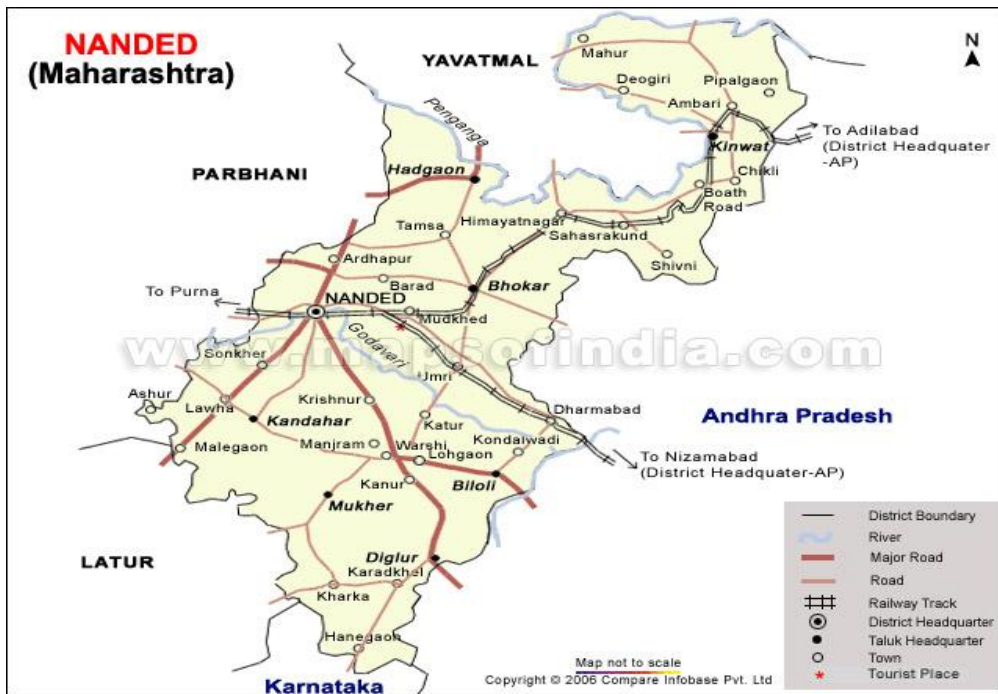 NANDED
(Maharashtra)
YAVATMAL
N
Mahur
Deogiri
Pipalgaon
Ambari
Penganga
To Adilabad
(District Headquater
-AP)
Kinwat
PARBHANI
Hadgaon
Chikli
Boath
Road
Tamsa
Himayatnagar
Sahasrakund
Shivni
Ardhapur
Barad
Bhokar
To Purna
NANDED
Mudkhed
www.mapsofindia.com
Godavari
Sonkher
Umri
Ashur
Lawha
Krishnur
Kandahar
Katur
Dharmabad
Andhra Pradesh
Malegaon
Manjram
Warshi
Kondalwadi
Lohgaon
To Nizamabad
(District Headquater-AP)
Kanur
Biloli
Mukher
LATUR
Diglur
Karadkhel
Kharka
Hanegaon
Karnataka
District Boundary
River
Major Road
Road
Railway Track
District Headquarter
Taluk Headquarter
Town
Tourist Place
Map not to scale
Copyright © 2006 Compare Infobase Pvt. Ltd